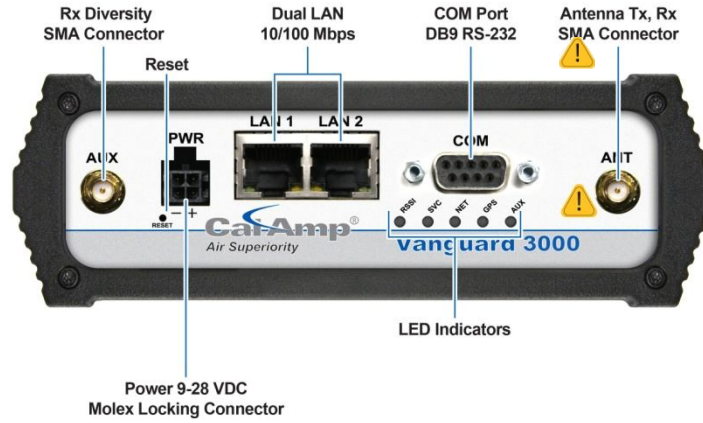 Rx Diversity
SMA Connector
Dual LAN
10/100 Mbps
COM Port
DB9 RS-232
Antenna Tx, Rx
SMA Connector
!
Reset
LAN 1 LAN 2
PWR
COM
AUX
ANT
RSSI SVC NET GPS AUX
!
RESET
− +
CalAmp®
Air Superiority
Vanguard 3000
LED Indicators
Power 9-28 VDC
Molex Locking Connector